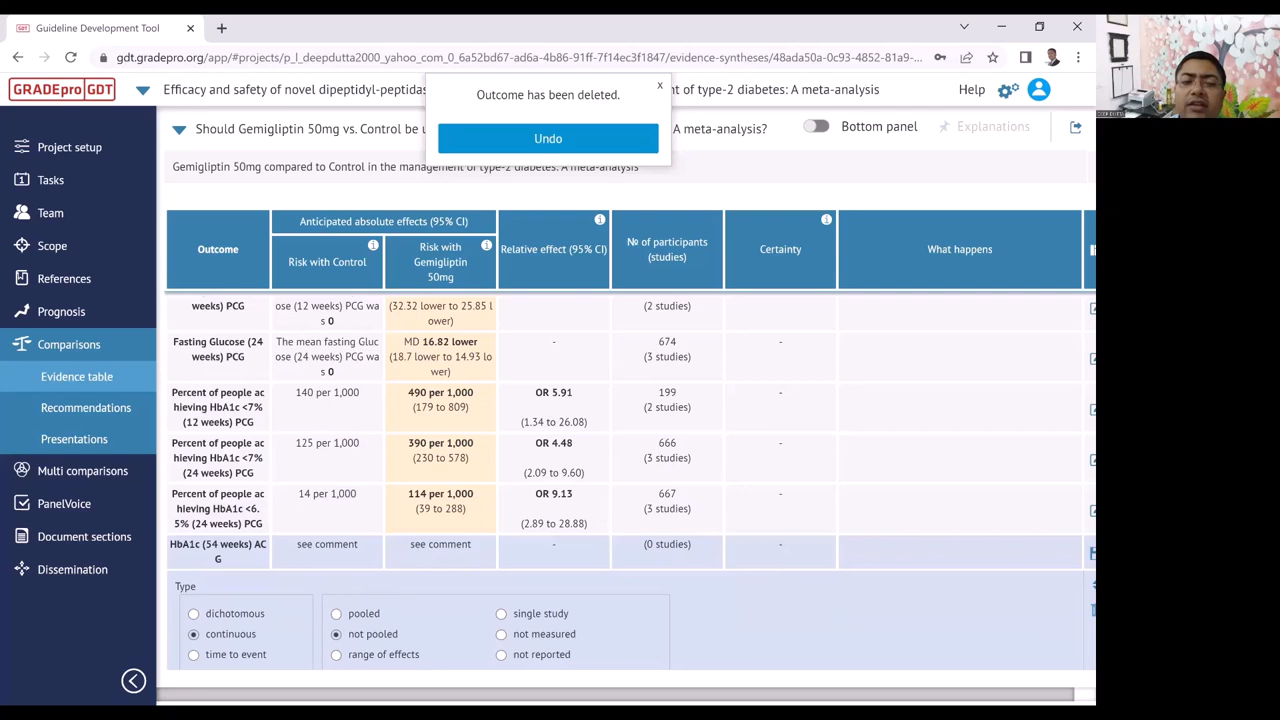 Guideline Development Tool
gdt.gradepro.org/app/#projects/p_l_deepdutta2000_yahoo_com_0_6a52bd67-ad6a-4b86-91ff-7f14ec3f1847/evidence-syntheses/48ada50a-0c93-4852-81a9-...
GRADEpro GDT
Efficacy and safety of novel dipeptidyl-peptidas
nt of type-2 diabetes: A meta-analysis
Help
Outcome has been deleted.
x
Undo
Should Gemigliptin 50mg vs. Control be u
A meta-analysis?
Bottom panel
Explanations
Gemigliptin 50mg compared to Control in the management of type-2 diabetes: A meta-analysis
Project setup
Tasks
Team
Scope
References
Prognosis
Comparisons
Evidence table
Recommendations
Presentations
Multi comparisons
PanelVoice
Document sections
Dissemination
Outcome
Anticipated absolute effects (95% CI)
Risk with Control
Risk with
Gemigliptin
50mg
Relative effect (95% CI)
№ of participants
(studies)
Certainty
What happens
weeks) PCG
ose (12 weeks) PCG wa
s 0
(32.32 lower to 25.85 l
ower)
(2 studies)
Fasting Glucose (24
weeks) PCG
The mean fasting Gluc
ose (24 weeks) PCG wa
s 0
MD 16.82 lower
(18.7 lower to 14.93 lo
wer)
-
674
(3 studies)
-
Percent of people ac
hieving HbA1c <7%
(12 weeks) PCG
140 per 1,000
490 per 1,000
(179 to 809)
OR 5.91
(1.34 to 26.08)
199
(2 studies)
-
Percent of people ac
hieving HbA1c <7%
(24 weeks) PCG
125 per 1,000
390 per 1,000
(230 to 578)
OR 4.48
(2.09 to 9.60)
666
(3 studies)
-
Percent of people ac
hieving HbA1c <6.
5% (24 weeks) PCG
14 per 1,000
114 per 1,000
(39 to 288)
OR 9.13
(2.89 to 28.88)
667
(3 studies)
-
HbA1c (54 weeks) AC
G
see comment
see comment
-
(0 studies)
-
Type
dichotomous
continuous
time to event
pooled
not pooled
range of effects
single study
not measured
not reported